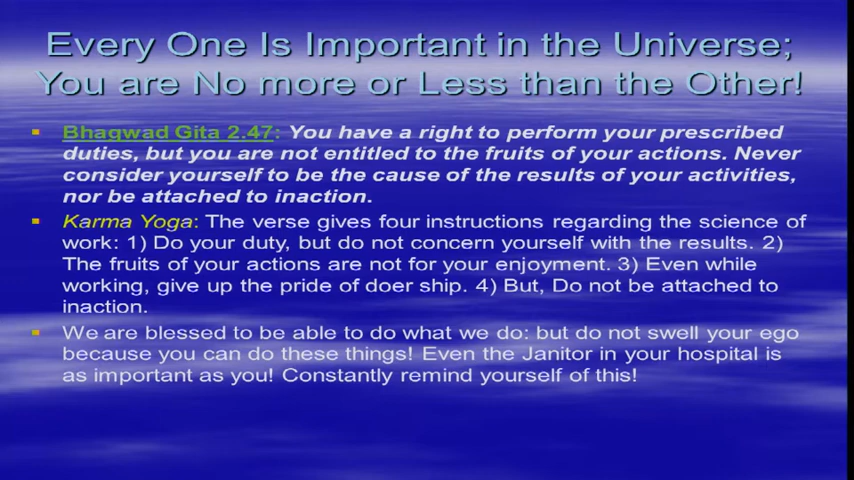 Every One Is Important in the Universe;
You are No more or Less than the Other!
Bhagwad Gita 2.47: You have a right to perform your prescribed
duties, but you are not entitled to the fruits of your actions. Never
consider yourself to be the cause of the results of your activities,
nor be attached to inaction.
Karma Yoga: The verse gives four instructions regarding the science of
work: 1) Do your duty, but do not concern yourself with the results. 2)
The fruits of your actions are not for your enjoyment. 3) Even while
working, give up the pride of doer ship. 4) But, Do not be attached to
inaction.
We are blessed to be able to do what we do: but do not swell your ego
because you can do these things! Even the Janitor in your hospital is
as important as you! Constantly remind yourself of this!